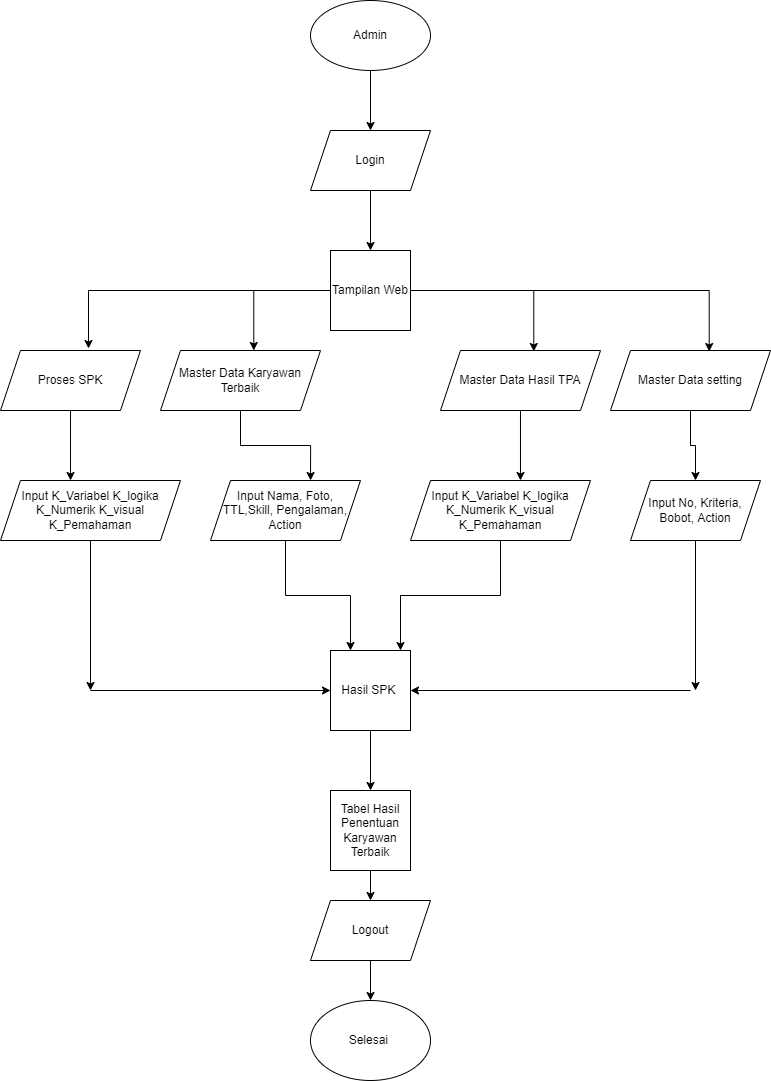 Admin
Login
Tampilan Web
Proses SPK
Master Data Karyawan
Terbaik
Master Data Hasil TPA
Master Data setting
Input K_Variabel K_logika
K_Numerik K_visual
K_Pemahaman
Input Nama, Foto,
TTL,Skill, Pengalaman,
Action
Input K_Variabel K_logika
K_Numerik K_visual
K_Pemahaman
Input No, Kriteria,
Bobot, Action
Hasil SPK
Tabel Hasil
Penentuan
Karyawan
Terbaik
Logout
Selesai